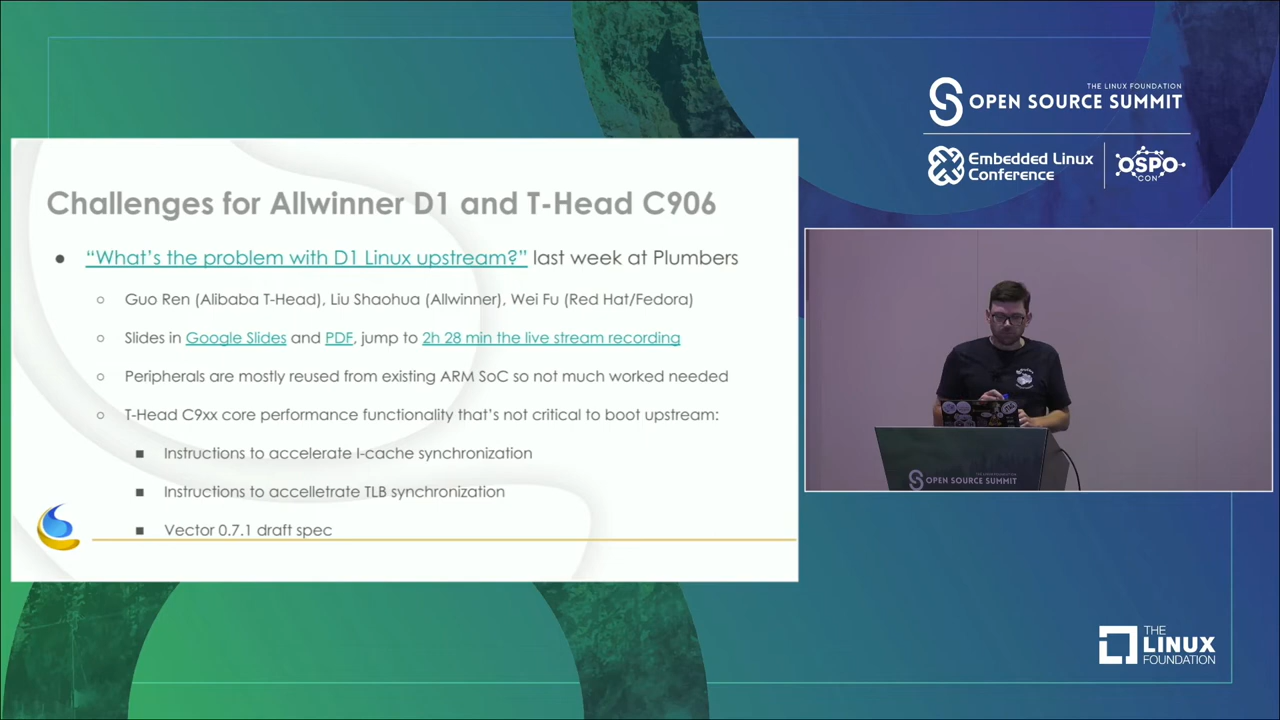 THE LINUX FOUNDATION
OPEN SOURCE SUMMIT
Embedded Linux
Conference
OSPO
CON
Challenges for Allwinner D1 and T-Head C906
● “What’s the problem with D1 Linux upstream?” last week at Plumbers
○ Guo Ren (Alibaba T-Head), Liu Shaohua (Allwinner), Wei Fu (Red Hat/Fedora)
○ Slides in Google Slides and PDF, jump to 2h 28 min the live stream recording
○ Peripherals are mostly reused from existing ARM SoC so not much worked needed
○ T-Head C9xx core performance functionality that’s not critical to boot upstream:
■ Instructions to accelerate I-cache synchronization
■ Instructions to accelletrate TLB synchronization
■ Vector 0.7.1 draft spec
OPEN SOURCE SUMMIT
THE
LINUX
FOUNDATION